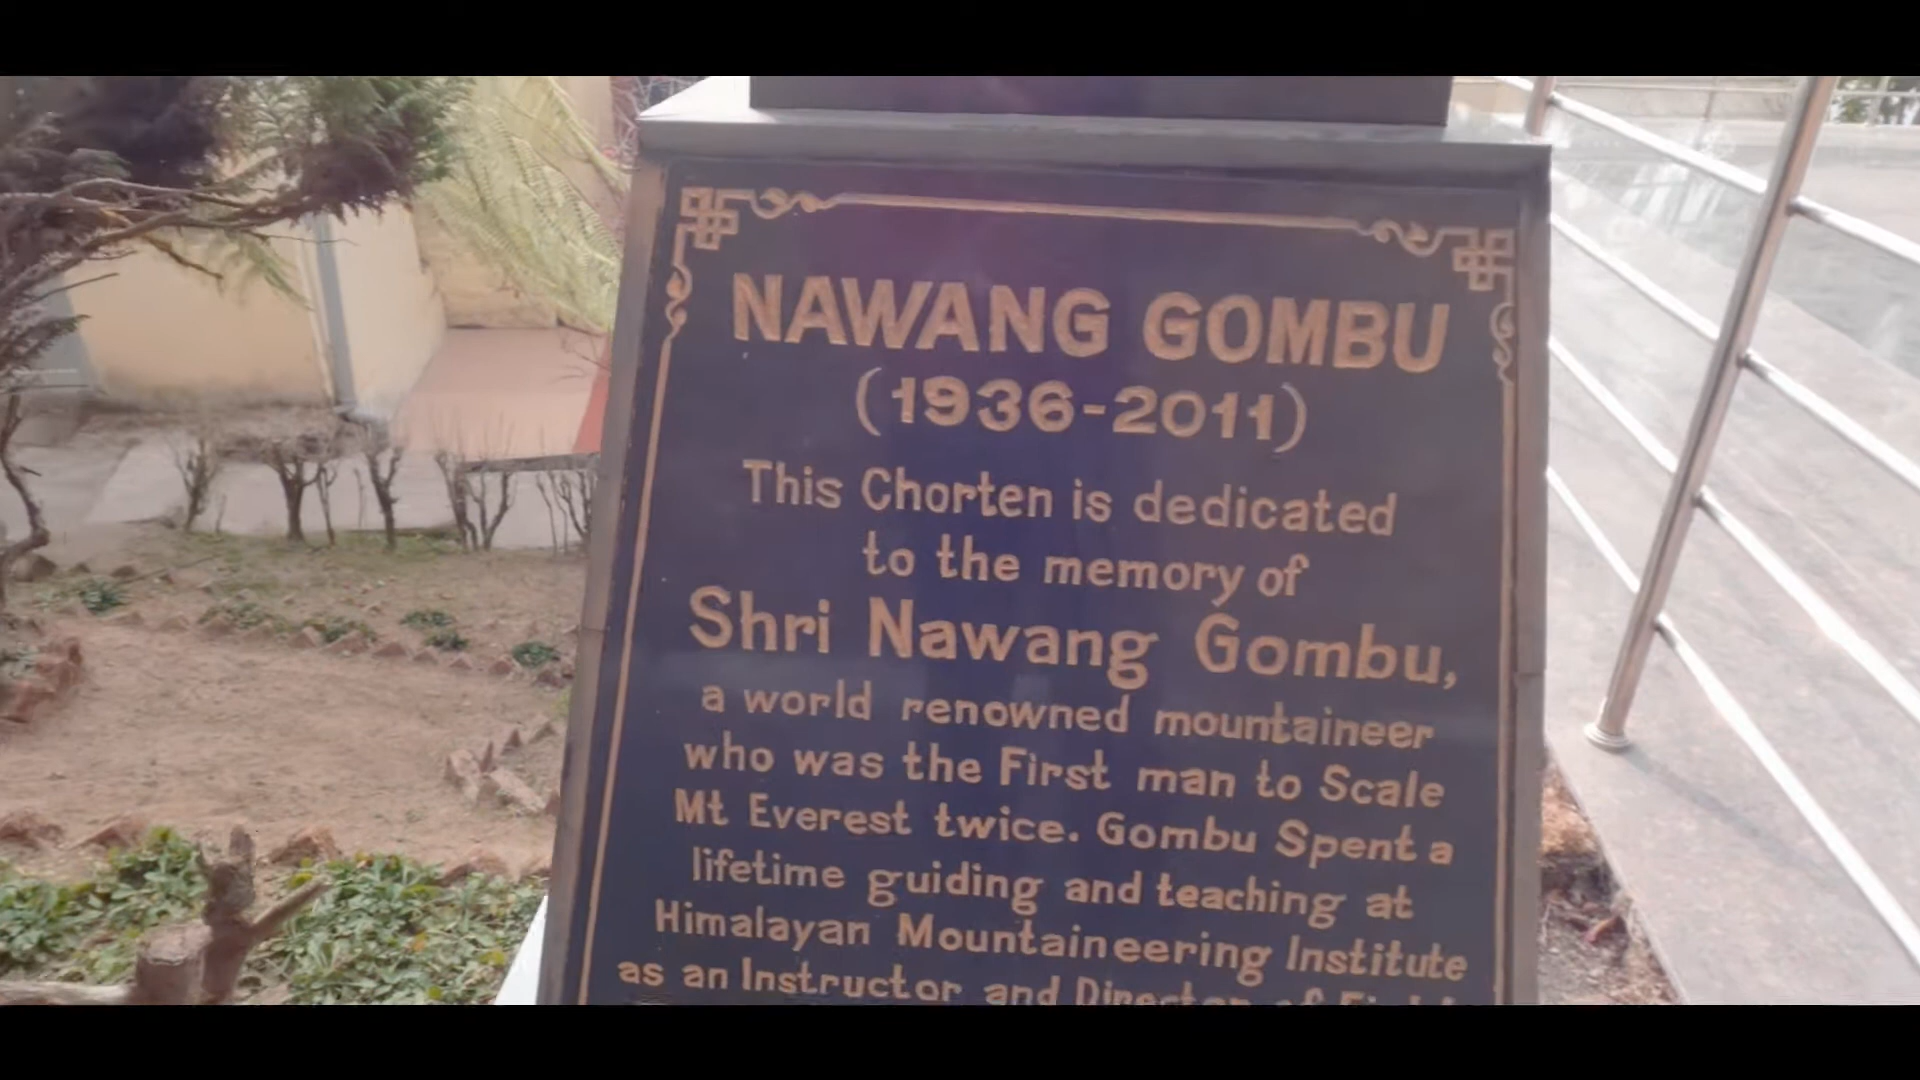 NAWANG GOMBU
(1936-2011)
This Chorten is dedicated
to the memory of
Shri Nawang Gombu,
a world renowned mountaineer
who was the First man to Scale
Mt Everest twice. Gombu Spent a
lifetime guiding and teaching at
Himalayan Mountaineering Institute
as an Instructor and Director of